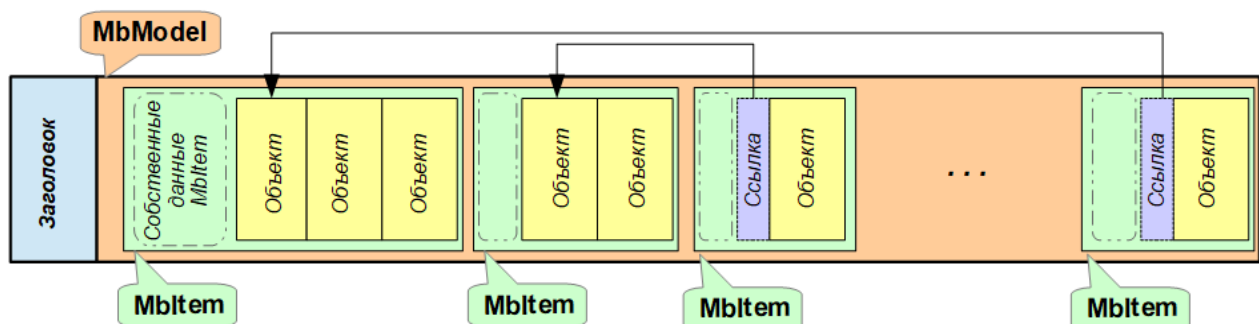 MbModel
Заголовок
Собственные
данные
MbItem
Объект
Объект
Объект
Объект
Объект
Ссылка
Объект
. . .
Ссылка
Объект
MbItem
MbItem
MbItem
MbItem